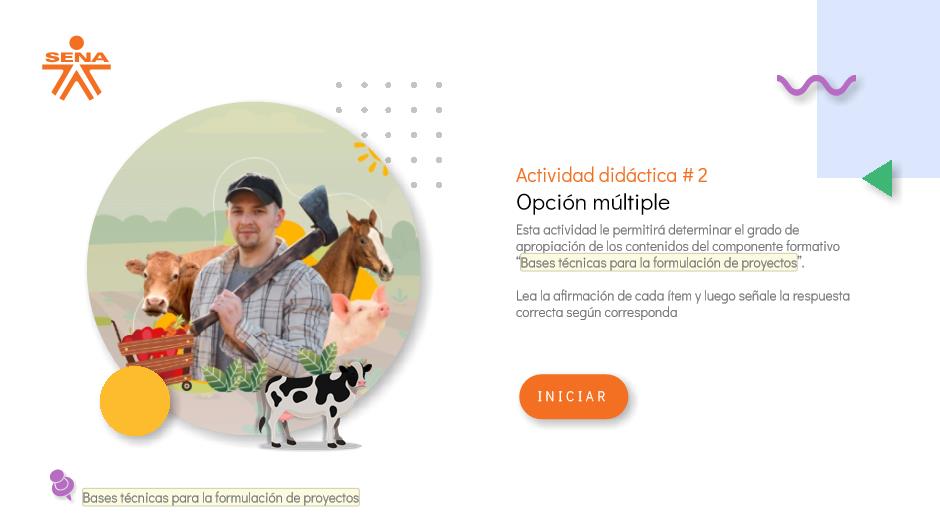 SENA
Actividad didáctica # 2
Opción múltiple
Esta actividad le permitirá determinar el grado de
apropiación de los contenidos del componente formativo
“Bases técnicas para la formulación de proyectos”.
Lea la afirmación de cada ítem y luego señale la respuesta
correcta según corresponda
INICIAR
Bases técnicas para la formulación de proyectos